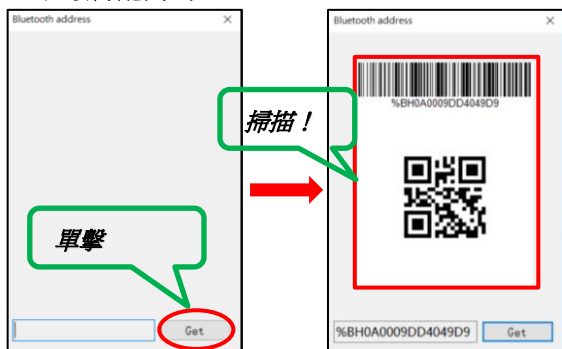 Bluetooth address
單擊
Get
Bluetooth address
掃描！
%BH0A0009DD4049D9
%BH0A0009DD4049D9
Get